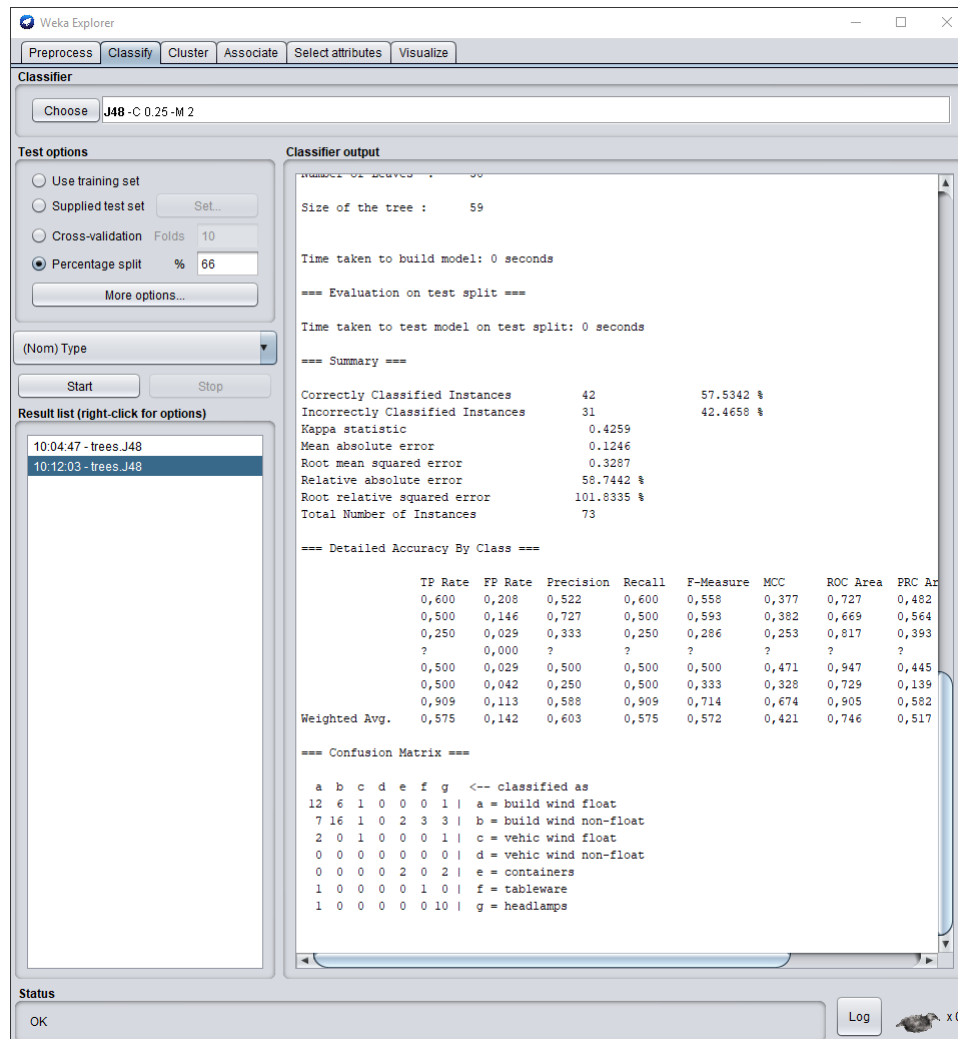 Weka Explorer
Preprocess Classify Cluster Associate Select attributes Visualize
Classifier
Choose J48 -C 0.25 -M 2
Test options
Use training set
Supplied test set Set...
Cross-validation Folds 10
Percentage split % 66
More options...
(Nom) Type
Start Stop
Result list (right-click for options)
10:04:47 - trees.J48
10:12:03 - trees.J48
Classifier output
Number of Leaves : 30
Size of the tree : 59
Time taken to build model: 0 seconds
=== Evaluation on test split ===
Time taken to test model on test split: 0 seconds
=== Summary ===
Correctly Classified Instances 42 57.5342 %
Incorrectly Classified Instances 31 42.4658 %
Kappa statistic 0.4259
Mean absolute error 0.1246
Root mean squared error 0.3287
Relative absolute error 58.7442 %
Root relative squared error 101.8335 %
Total Number of Instances 73
=== Detailed Accuracy By Class ===
TP Rate FP Rate Precision Recall F-Measure MCC ROC Area PRC Ar
0,600 0,208 0,522 0,600 0,558 0,377 0,727 0,482
0,500 0,146 0,727 0,500 0,593 0,382 0,669 0,564
0,250 0,029 0,333 0,250 0,286 0,253 0,817 0,393
? 0,000 ? ? ? ? ? ?
0,500 0,029 0,500 0,500 0,500 0,471 0,947 0,445
0,500 0,042 0,250 0,500 0,333 0,328 0,729 0,139
0,909 0,113 0,588 0,909 0,714 0,674 0,905 0,582
Weighted Avg. 0,575 0,142 0,603 0,575 0,572 0,421 0,746 0,517
=== Confusion Matrix ===
a b c d e f g <-- classified as
12 6 1 0 0 0 1 | a = build wind float
7 16 1 0 2 3 3 | b = build wind non-float
2 0 1 0 0 0 1 | c = vehic wind float
0 0 0 0 0 0 0 | d = vehic wind non-float
0 0 0 0 2 0 2 | e = containers
1 0 0 0 0 1 0 | f = tableware
1 0 0 0 0 0 10 | g = headlamps
Status
OK
Log
x 0